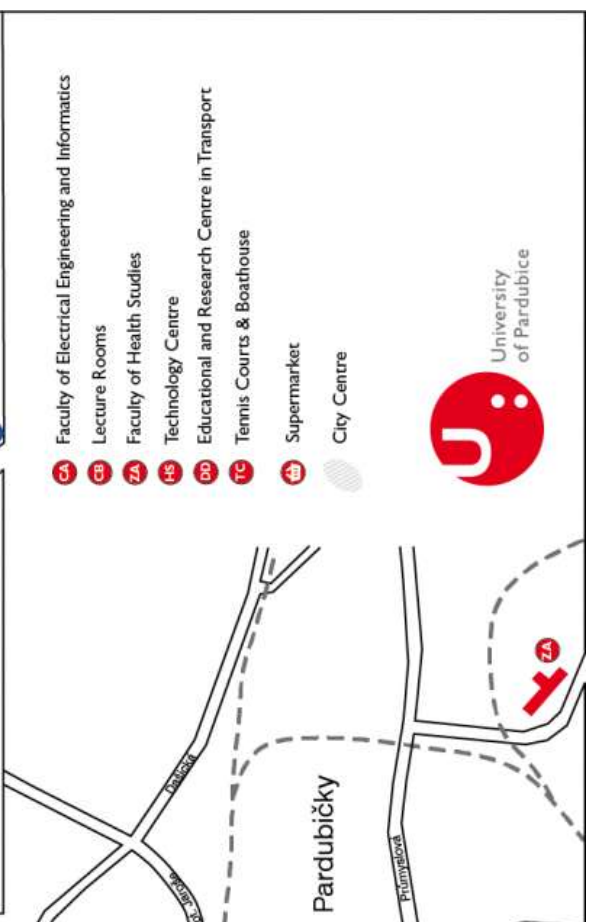 CA Faculty of Electrical Engineering and Informatics
CB Lecture Rooms
ZA Faculty of Health Studies
HS Technology Centre
DD Educational and Research Centre in Transport
TC Tennis Courts & Boathouse
Supermarket
City Centre
University
of Pardubice
Dašická
ot. Jaroše
Pardubičky
Průmyslová
ZA